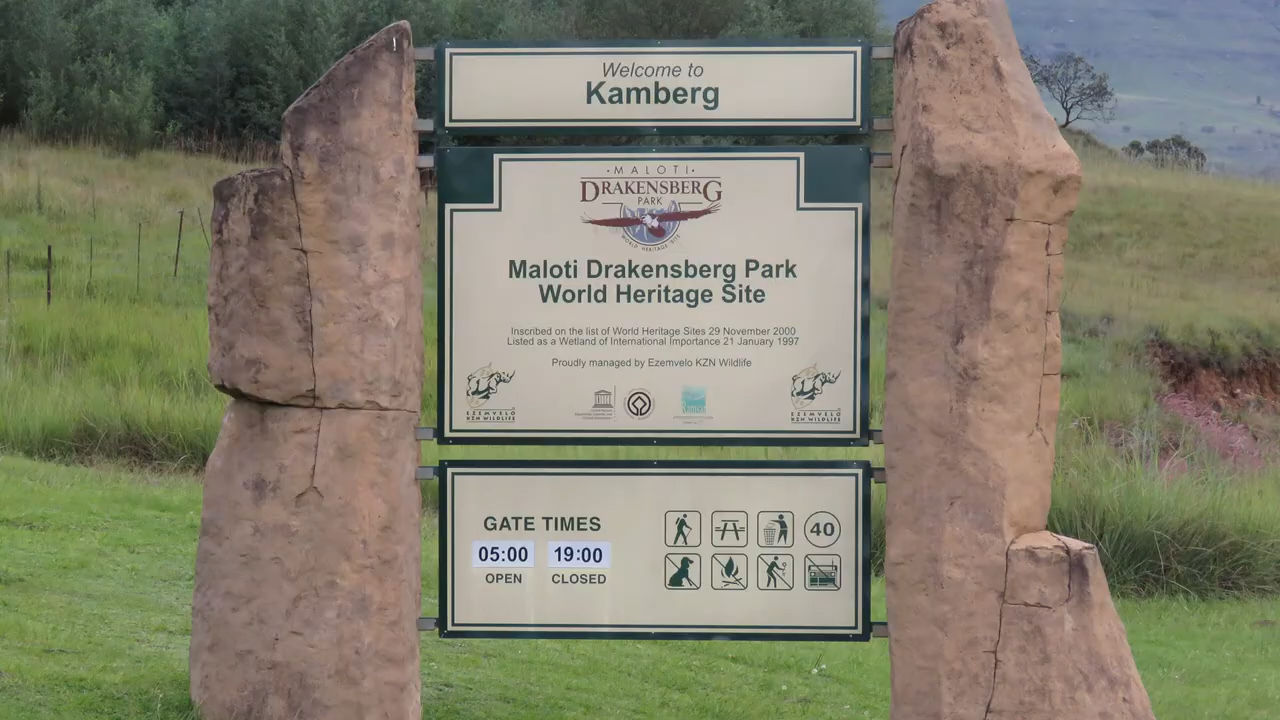 Welcome to
Kamberg
·MALOTI·
DRAKENSBERG
PARK
WORLD HERITAGE SITE
Maloti Drakensberg Park
World Heritage Site
Inscribed on the list of World Heritage Sites 29 November 2000
Listed as a Wetland of International Importance 21 January 1997
Proudly managed by Ezemvelo KZN Wildlife
EZEMVELO
KZN WILDLIFE
EZEMVELO
KZN WILDLIFE
GATE TIMES
05:00 19:00
OPEN CLOSED
40